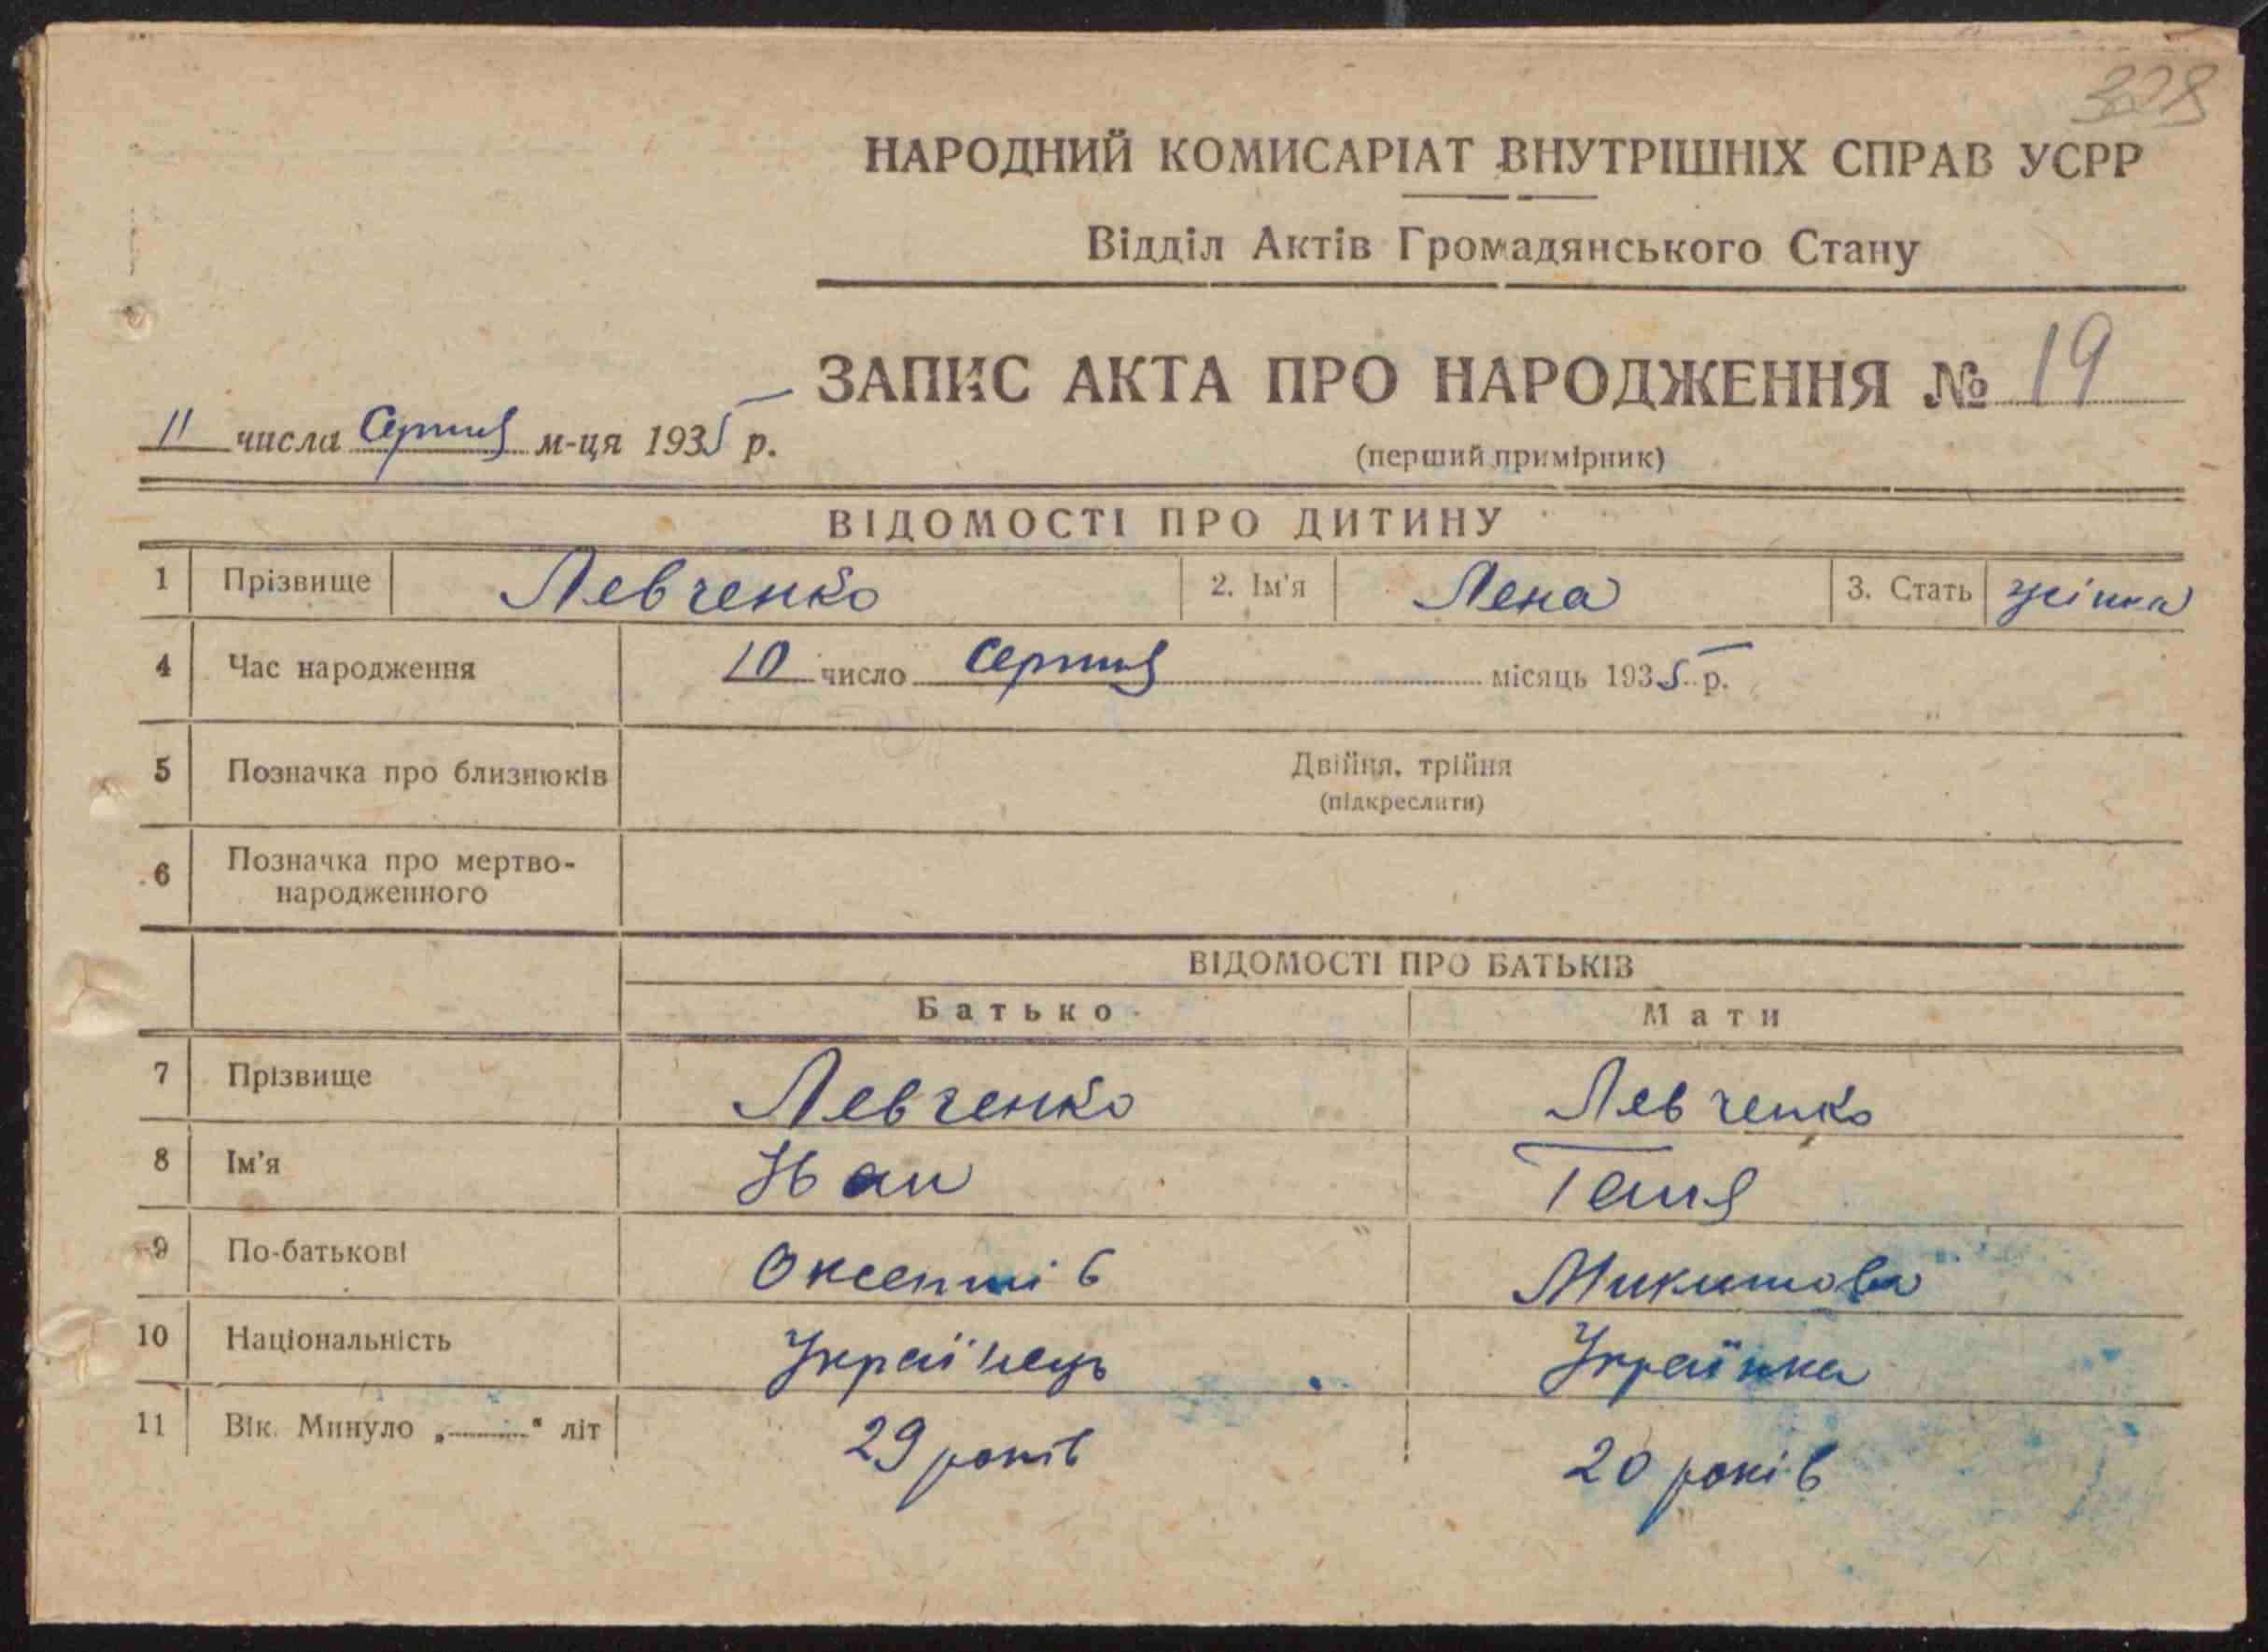 328
НАРОДНИЙ КОМИСАРІАТ ВНУТРІШНІХ СПРАВ УСРР
Відділ Актів Громадянського Стану
ЗАПИС АКТА ПРО НАРОДЖЕННЯ № 19
11 числа Серпня м-ця 1935 р.
(перший примірник)
ВІДОМОСТІ ПРО ДИТИНУ
1 Прізвище Левченко 2. Ім'я Лена 3. Стать жінка
4 Час народження 10 число Серпня місяць 1935 р.
5 Позначка про близнюків Двійня, трійня
(підкреслити)
6 Позначка про мертво-
народженного
ВІДОМОСТІ ПРО БАТЬКІВ
Батько Мати
7 Прізвище Левченко Левченко
8 Ім'я Іван Ганя
9 По-батькові Оксентів Микитова
10 Національність Українець Українка
11 Вік. Минуло „ " літ 29 років 20 років